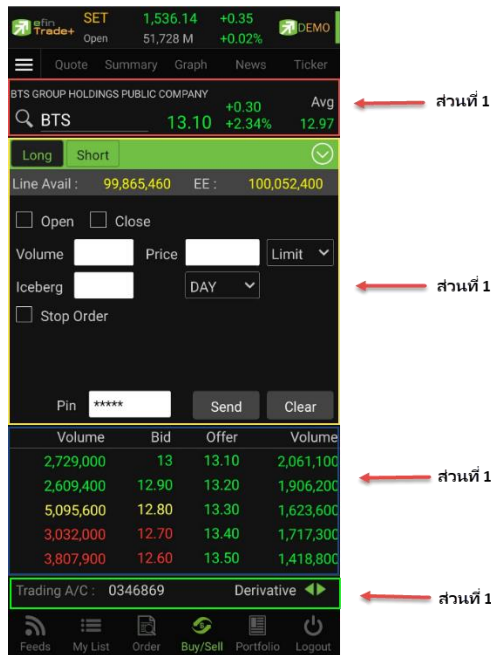 efin Trade+ SET 1,536.14 +0.35 DEMO
Open 51,728 M +0.02%
Quote Summary Graph News Ticker
BTS GROUP HOLDINGS PUBLIC COMPANY
+0.30 Avg
BTS 13.10 +2.34% 12.97
ส่วนที่ 1
Long Short
Line Avail : 99,865,460 EE : 100,052,400
Open Close
Volume Price Limit
Iceberg DAY
ส่วนที่ 1
Stop Order
Pin ***** Send Clear
Volume Bid Offer Volume
2,729,000 13 13.10 2,061,100
2,609,400 12.90 13.20 1,906,200
5,095,600 12.80 13.30 1,623,600
3,032,000 12.70 13.40 1,717,300
3,807,900 12.60 13.50 1,418,800
ส่วนที่ 1
Trading A/C : 0346869 Derivative
ส่วนที่ 1
Feeds My List Order Buy/Sell Portfolio Logout